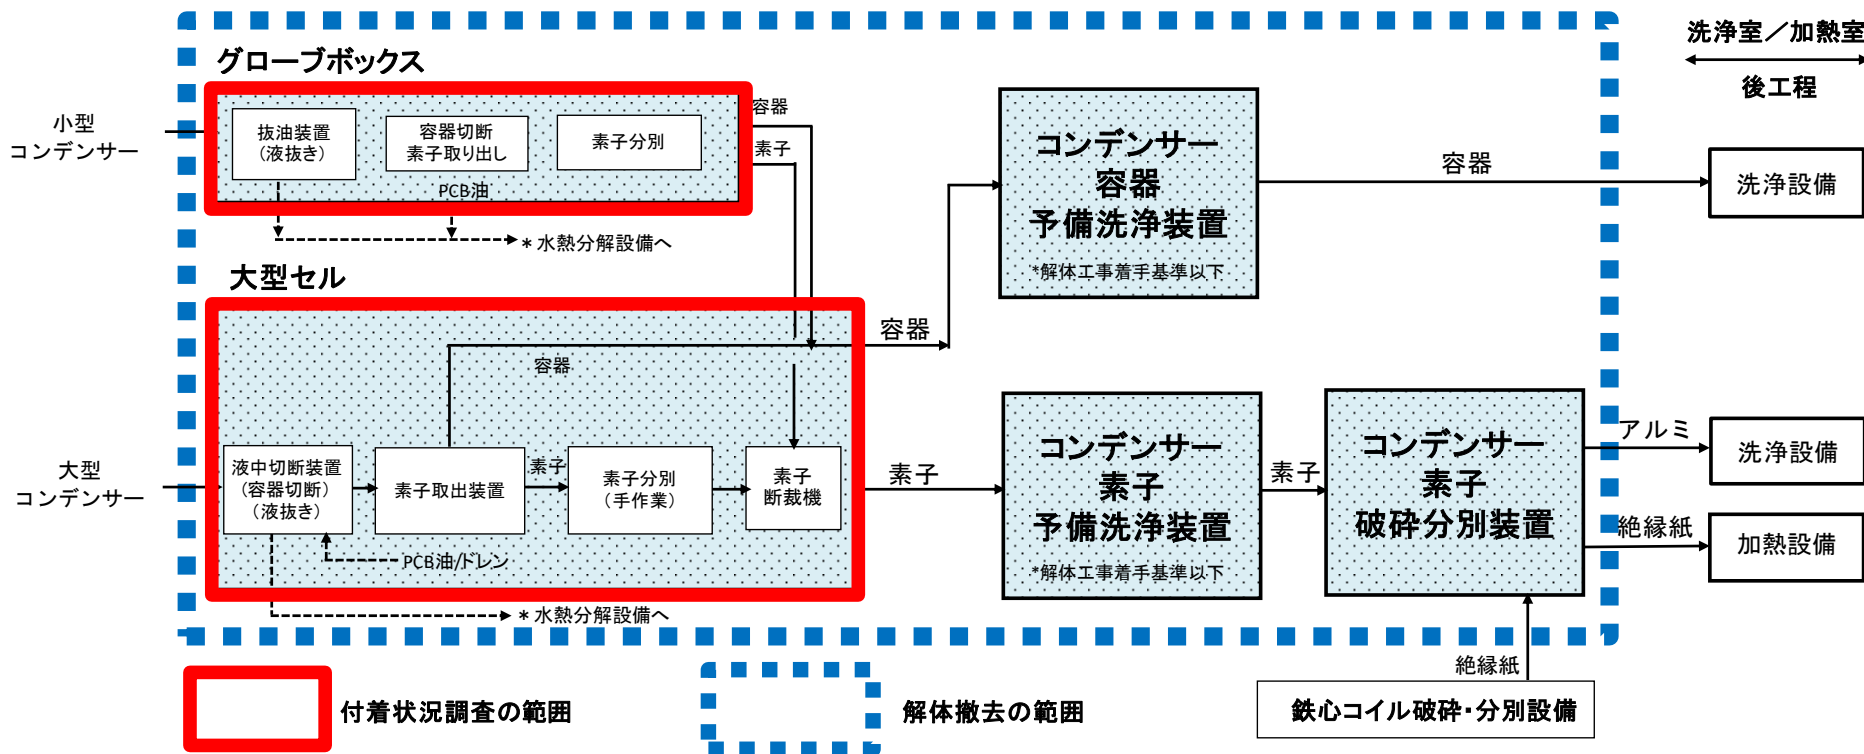 グローブボックス
洗浄室／加熱室
後工程
小型
コンデンサー
抜油装置
(液抜き)
容器切断
素子取り出し
素子分別
PCB油
容器
素子
＊水熱分解設備へ
コンデンサー
容器
予備洗浄装置
*解体工事着手基準以下
容器
洗浄設備
大型セル
容器
容器
大型
コンデンサー
液中切断装置
(容器切断)
(液抜き)
素子取出装置
素子
素子分別
(手作業)
素子
断裁機
PCB油/ドレン
＊水熱分解設備へ
素子
コンデンサー
素子
予備洗浄装置
*解体工事着手基準以下
素子
コンデンサー
素子
破砕分別装置
アルミ
洗浄設備
絶縁紙
加熱設備
絶縁紙
鉄心コイル破砕・分別設備
付着状況調査の範囲
解体撤去の範囲